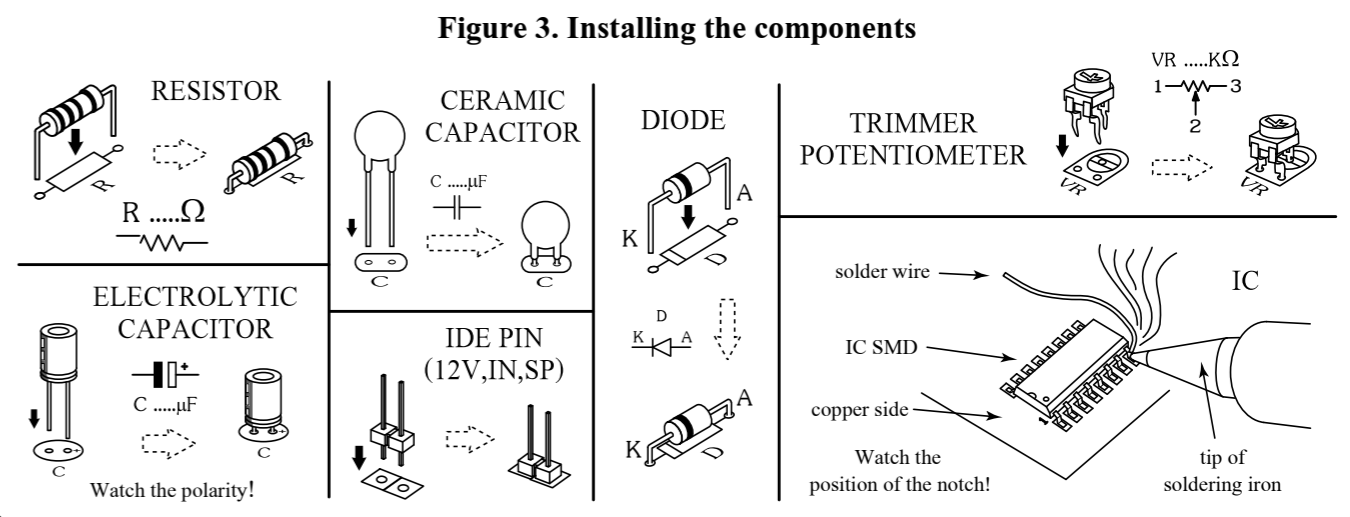 Figure 3. Installing the components
RESISTOR
R
R
R .....Ω
ELECTROLYTIC
CAPACITOR
+
C .....µF
+
C
+
C
Watch the polarity!
CERAMIC
CAPACITOR
C .....µF
C
C
IDE PIN
(12V,IN,SP)
DIODE
A
K
D
D
K A
A
K
D
TRIMMER
POTENTIOMETER
VR .....KΩ
1 3
2
VR
VR
solder wire
IC
IC SMD
copper side
1
Watch the
position of the notch!
tip of
soldering iron